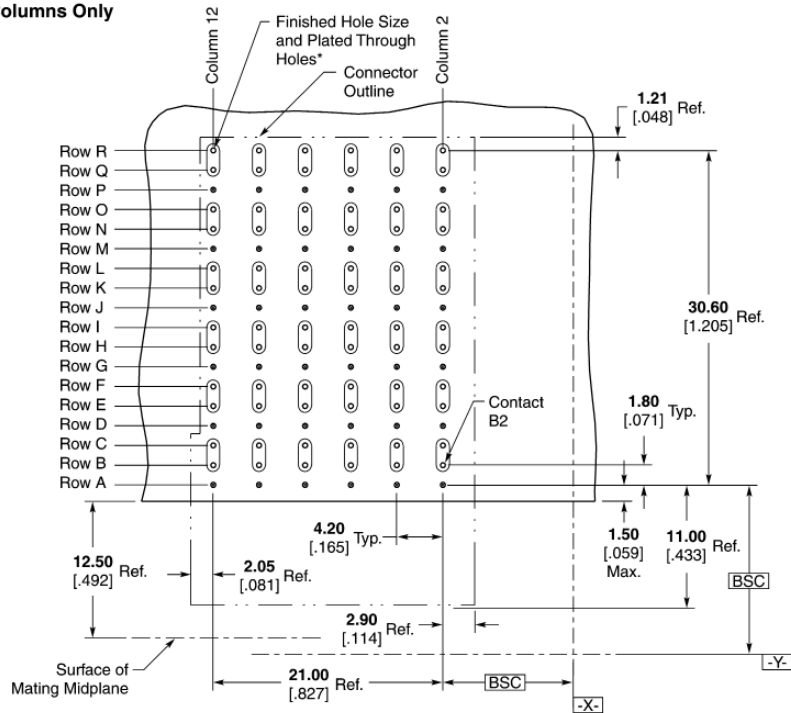 olumns Only
Column 12
Finished Hole Size
and Plated Through
Holes*
Connector
Outline
Column 2
1.21
[.048] Ref.
Row R
Row Q
Row P
Row O
Row N
Row M
Row L
Row K
Row J
Row I
Row H
Row G
Row F
Row E
Row D
Row C
Row B
Row A
30.60
[1.205] Ref.
Contact
B2
1.80
[.071] Typ.
4.20
[.165] Typ.
1.50
[.059]
Max.
11.00
[.433] Ref.
12.50
[.492] Ref.
2.05
[.081] Ref.
BSC
2.90
[.114] Ref.
Surface of
Mating Midplane
21.00
[.827] Ref.
BSC
-Y-
-X-